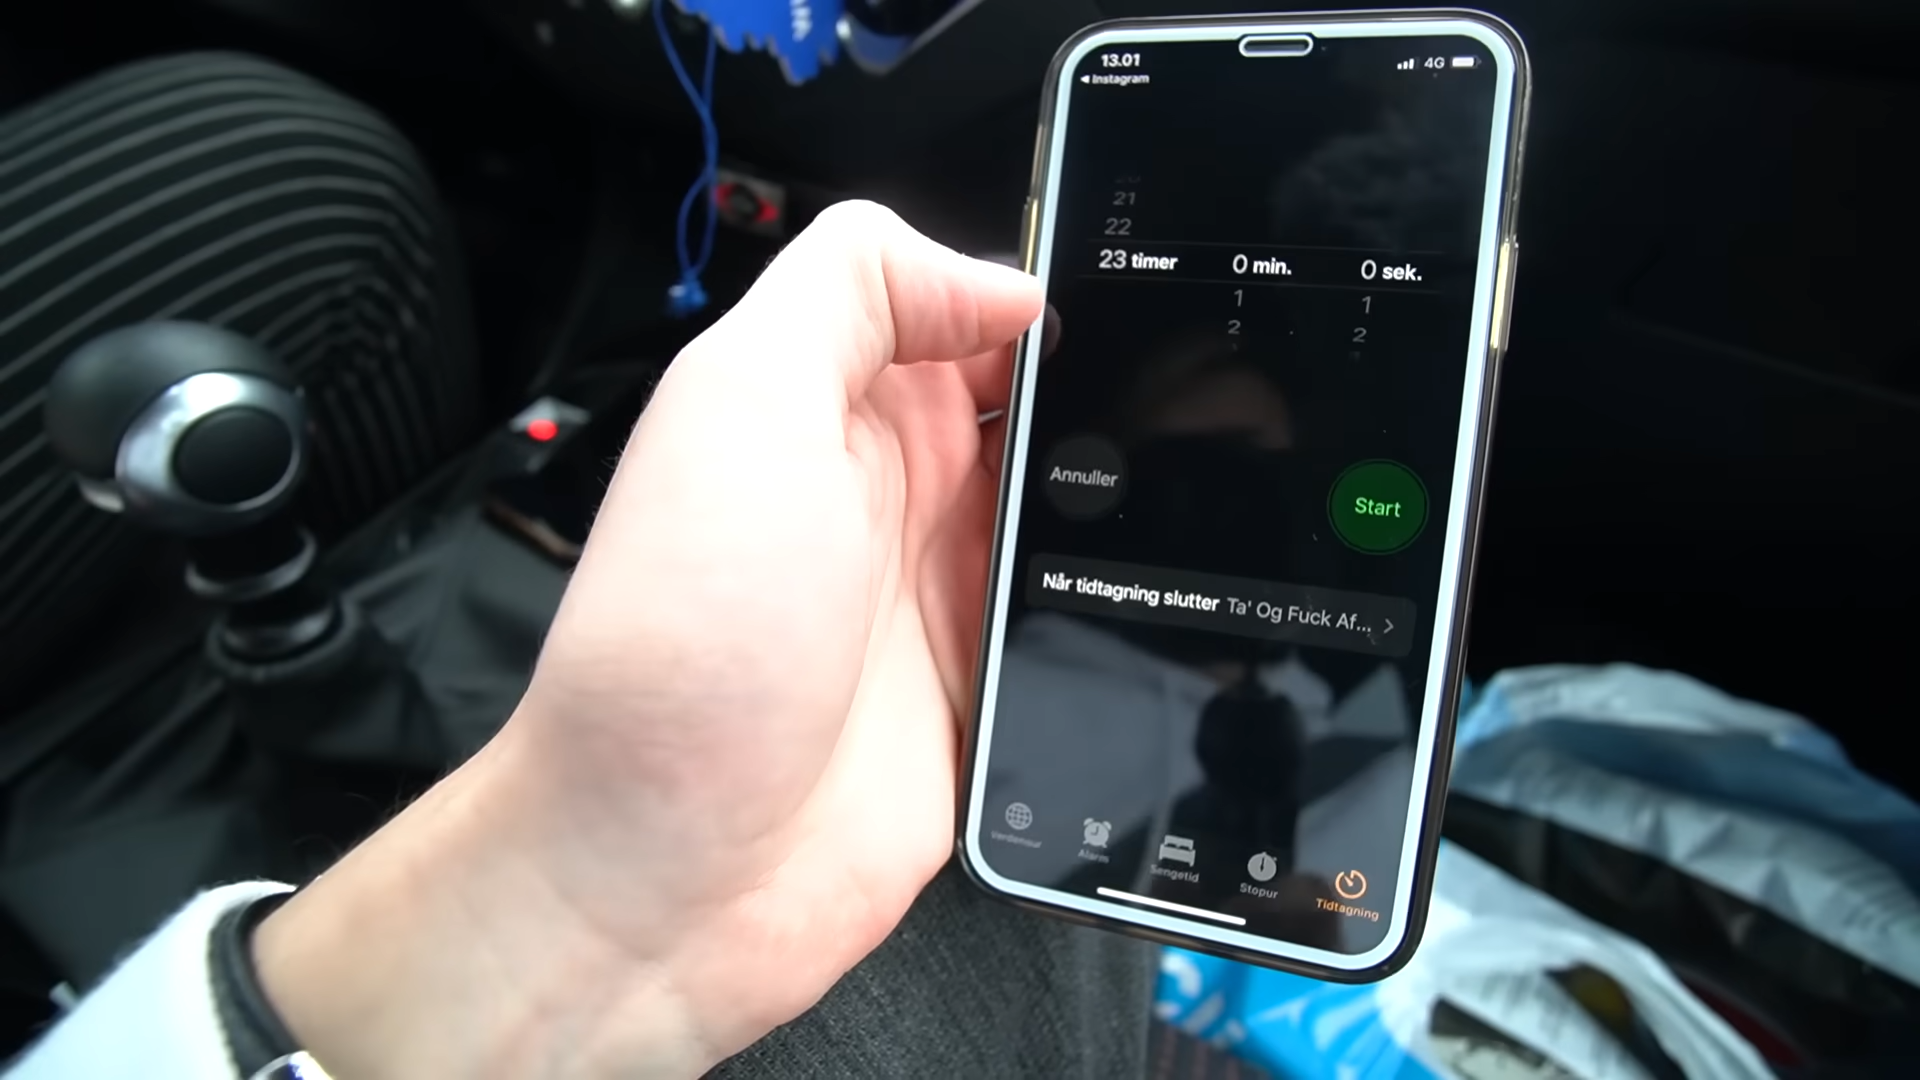 13.01
4G
◀ Instagram
21
22
23 timer 0 min. 0 sek.
1 1
2 2
Annuller
Start
Når tidtagning slutter Ta' Og Fuck Af... >
Verdensur
Alarm
Sengetid
Stopur
Tidtagning